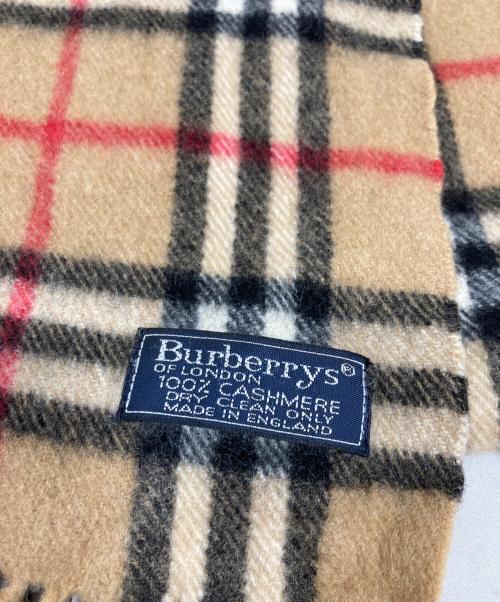 Burberrys®
OF LONDON
100% CASHMERE
DRY CLEAN ONLY
MADE IN ENGLAND